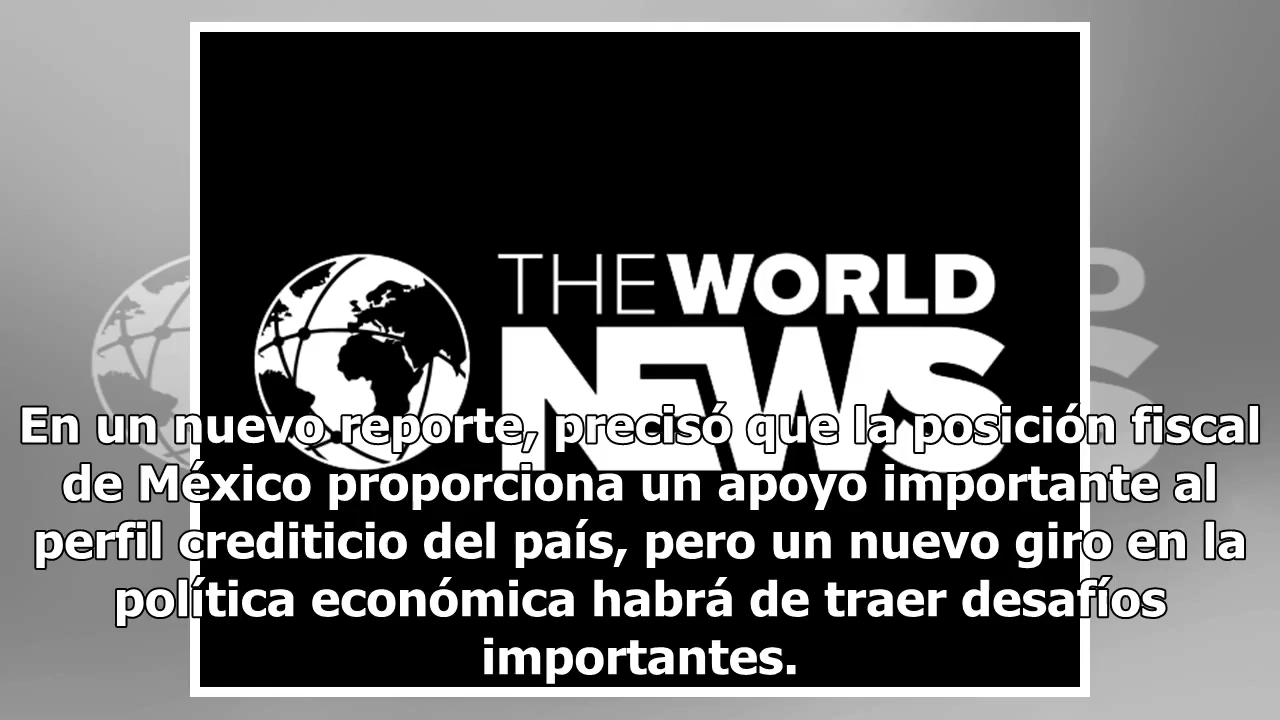 THE WORLD
NEWS
En un nuevo reporte, precisó que la posición fiscal
de México proporciona un apoyo importante al
perfil crediticio del país, pero un nuevo giro en la
política económica habrá de traer desafíos
importantes.